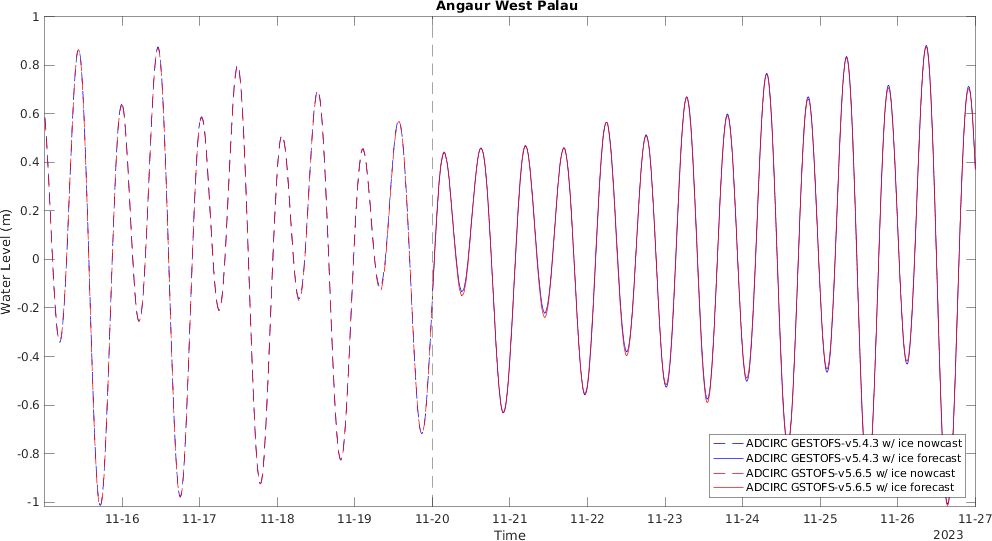 Angaur West Palau
1
0.8
0.6
0.4
0.2
0
-0.2
-0.4
-0.6
-0.8
-1
Water Level (m)
ADCIRC GESTOFS-v5.4.3 w/ ice nowcast
ADCIRC GESTOFS-v5.4.3 w/ ice forecast
ADCIRC GSTOFS-v5.6.5 w/ ice nowcast
ADCIRC GSTOFS-v5.6.5 w/ ice forecast
11-16 11-17 11-18 11-19 11-20 11-21 11-22 11-23 11-24 11-25 11-26 11-27
Time
2023